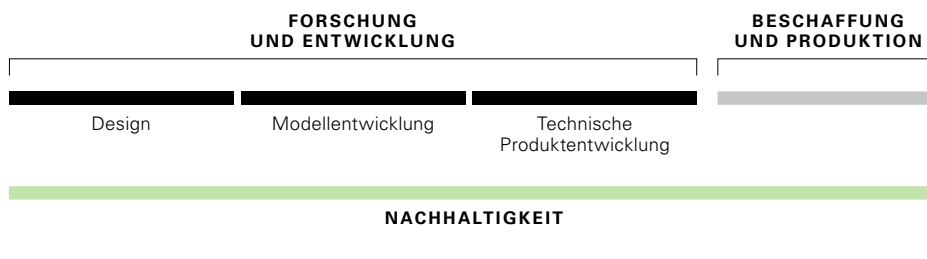 FORSCHUNG
UND ENTWICKLUNG
BESCHAFFUNG
UND PRODUKTION
Design
Modellentwicklung
Technische
Produktentwicklung
NACHHALTIGKEIT